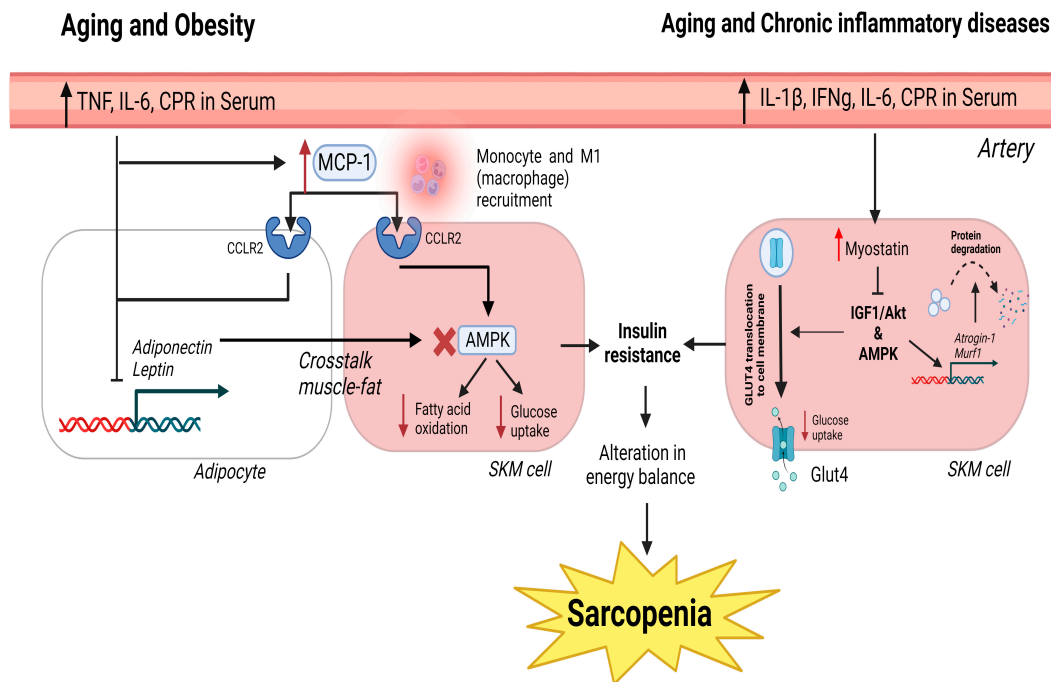 Aging and Obesity
Aging and Chronic inflammatory diseases
TNF, IL-6, CPR in Serum
IL-1β, IFNg, IL-6, CPR in Serum
Artery
MCP-1
Monocyte and M1
(macrophage)
recruitment
CCLR2
CCLR2
Adiponectin
Leptin
Crosstalk
muscle-fat
AMPK
Fatty acid
oxidation
Glucose
uptake
Adipocyte
SKM cell
Insulin
resistance
Alteration in
energy balance
Sarcopenia
Myostatin
IGF1/Akt
&
AMPK
Protein
degradation
Atrogin-1
Murf1
GLUT4 translocation
to cell membrane
Glucose
uptake
Glut4
SKM cell